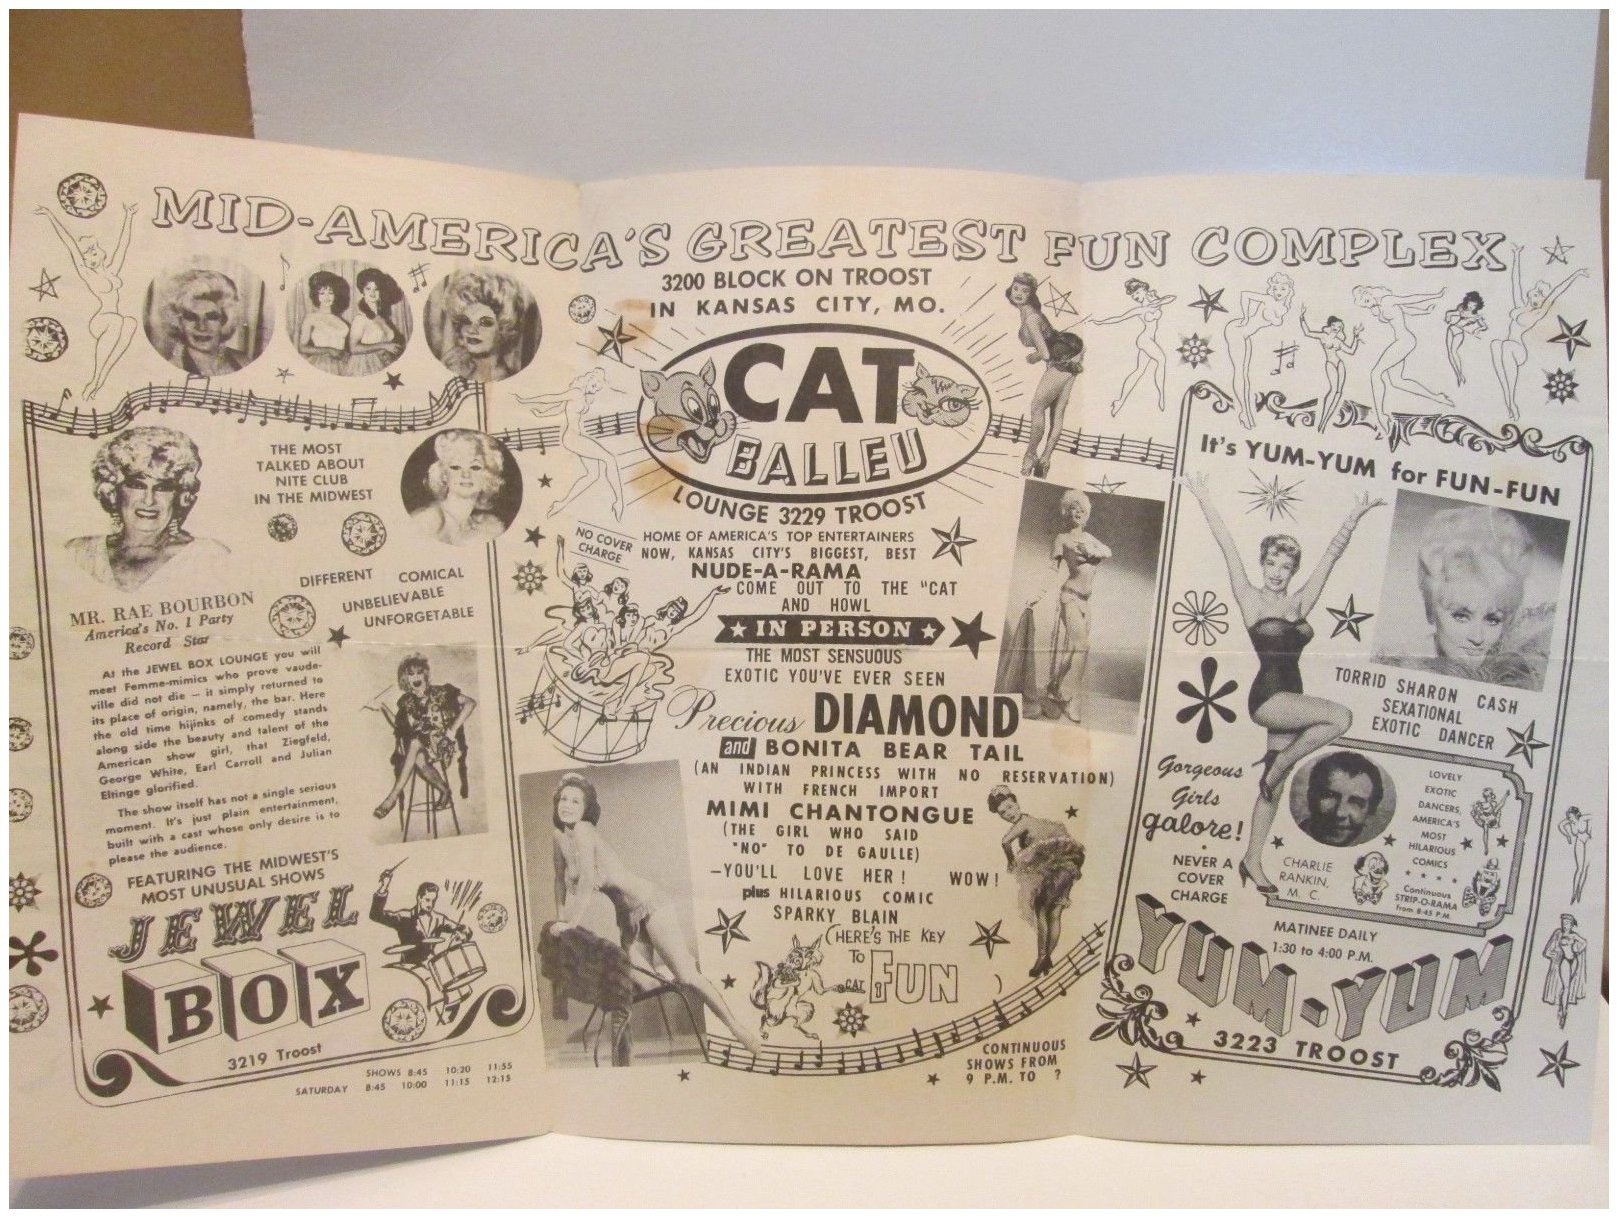 MID-AMERICA'S GREATEST FUN COMPLEX
3200 BLOCK ON TROOST
IN KANSAS CITY, MO.
THE MOST
TALKED ABOUT
NITE CLUB
IN THE MIDWEST
DIFFERENT COMICAL
UNBELIEVABLE
UNFORGETABLE
MR. RAE BOURBON
America's No. 1 Party
Record Star
At the JEWEL BOX LOUNGE you will
meet Femme-mimics who prove vaude-
ville did not die — it simply returned to
its place of origin, namely, the bar. Here
the old time hijinks of comedy stands
along side the beauty and talent of the
American show girl, that Ziegfeld,
George White, Earl Carroll and Julian
Eltinge glorified.
The show itself has not a single serious
moment. It's just plain entertainment,
built with a cast whose only desire is to
please the audience.
FEATURING THE MIDWEST'S
MOST UNUSUAL SHOWS
JEWEL
BOX
3219 Troost
SHOWS 8:45 10:20 11:55
SATURDAY 8:45 10:00 11:15 12:15
CAT
BALLEU
LOUNGE 3229 TROOST
NO COVER
CHARGE
HOME OF AMERICA'S TOP ENTERTAINERS
NOW, KANSAS CITY'S BIGGEST, BEST
NUDE-A-RAMA
COME OUT TO THE "CAT
AND HOWL
IN PERSON
THE MOST SENSUOUS
EXOTIC YOU'VE EVER SEEN
Precious DIAMOND
and BONITA BEAR TAIL
(AN INDIAN PRINCESS WITH NO RESERVATION)
WITH FRENCH IMPORT
MIMI CHANTONGUE
(THE GIRL WHO SAID
"NO" TO DE GAULLE)
—YOU'LL LOVE HER! WOW!
plus HILARIOUS COMIC
SPARKY BLAIN
(HERE'S THE KEY
TO
CAT FUN
)
CONTINUOUS
SHOWS FROM
9 P.M. TO ?
It's YUM-YUM for FUN-FUN
TORRID SHARON CASH
SEXATIONAL
EXOTIC DANCER
Gorgeous
Girls
galore!
NEVER A
COVER
CHARGE
CHARLIE
RANKIN,
M. C.
LOVELY
EXOTIC
DANCERS,
AMERICA'S
MOST
HILARIOUS
COMICS
Continuous
STRIP-O-RAMA
from 8:45 P.M.
MATINEE DAILY
1:30 to 4:00 P.M.
YUM-YUM
3223 TROOST